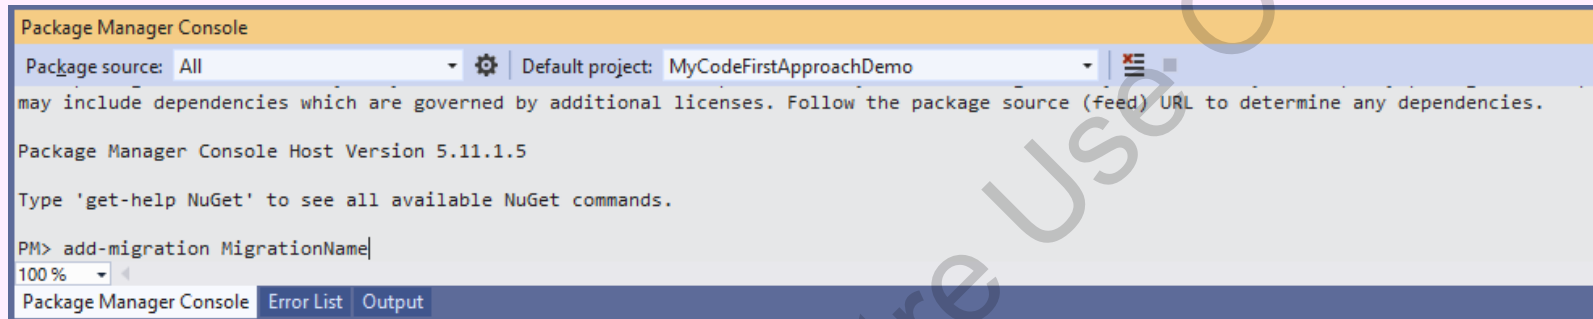 Package Manager Console
Package source: All Default project: MyCodeFirstApproachDemo
may include dependencies which are governed by additional licenses. Follow the package source (feed) URL to determine any dependencies.
Package Manager Console Host Version 5.11.1.5
Type 'get-help NuGet' to see all available NuGet commands.
PM> add-migration MigrationName
100 %
Package Manager Console Error List Output
Use